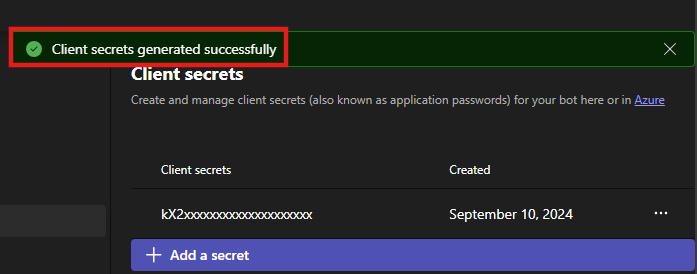 Client secrets generated successfully
Client secrets
Create and manage client secrets (also known as application passwords) for your bot here or in Azure
Client secrets Created
kX2xxxxxxxxxxxxxxxxxxxx September 10, 2024 ...
+ Add a secret